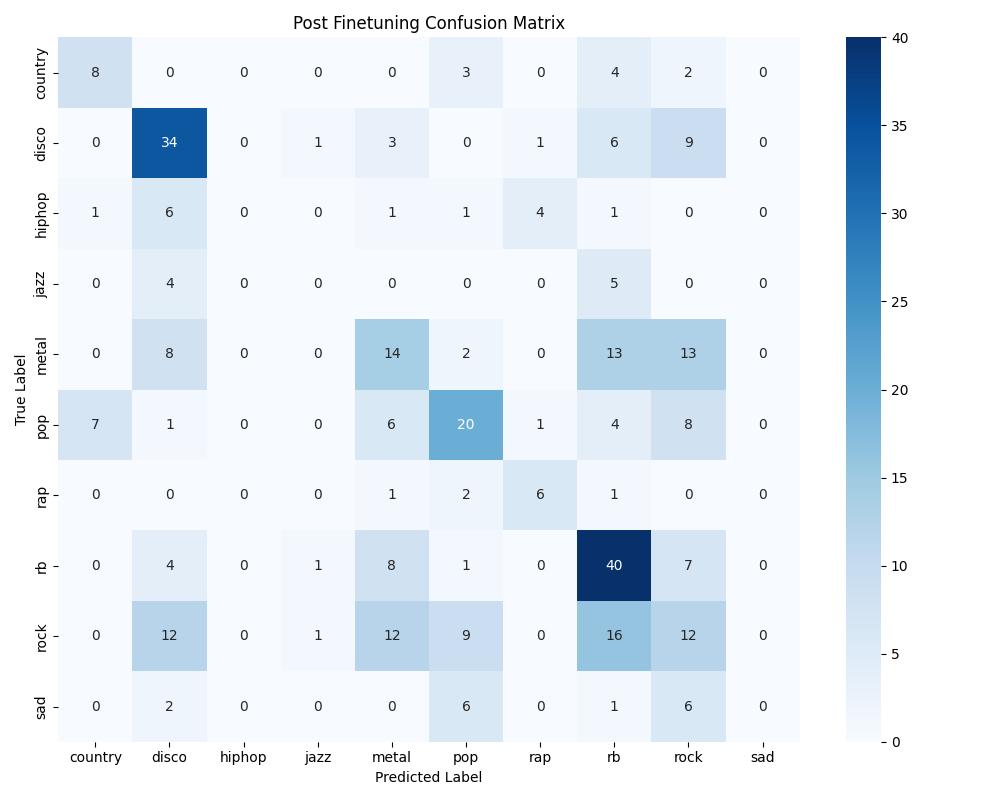 Post Finetuning Confusion Matrix
country 8 0 0 0 0 3 0 4 2 0
disco 0 34 0 1 3 0 1 6 9 0
hiphop 1 6 0 0 1 1 4 1 0 0
jazz 0 4 0 0 0 0 0 5 0 0
metal 0 8 0 0 14 2 0 13 13 0
pop 7 1 0 0 6 20 1 4 8 0
rap 0 0 0 0 1 2 6 1 0 0
rb 0 4 0 1 8 1 0 40 7 0
rock 0 12 0 1 12 9 0 16 12 0
sad 0 2 0 0 0 6 0 1 6 0
country disco hiphop jazz metal pop rap rb rock sad
Predicted Label
True Label
40
35
30
25
20
15
10
5
0